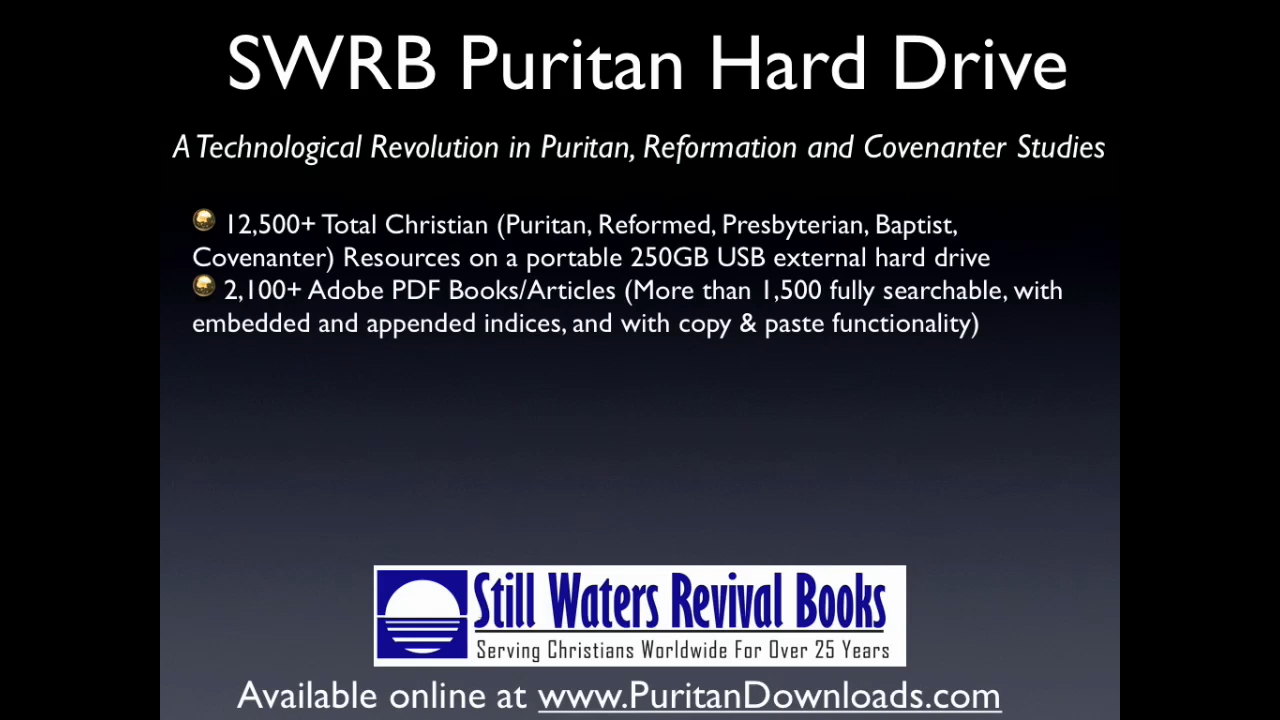 SWRB Puritan Hard Drive
A Technological Revolution in Puritan, Reformation and Covenanter Studies
12,500+ Total Christian (Puritan, Reformed, Presbyterian, Baptist,
Covenanter) Resources on a portable 250GB USB external hard drive
2,100+ Adobe PDF Books/Articles (More than 1,500 fully searchable, with
embedded and appended indices, and with copy & paste functionality)
Still Waters Revival Books
Serving Christians Worldwide For Over 25 Years
Available online at www.PuritanDownloads.com